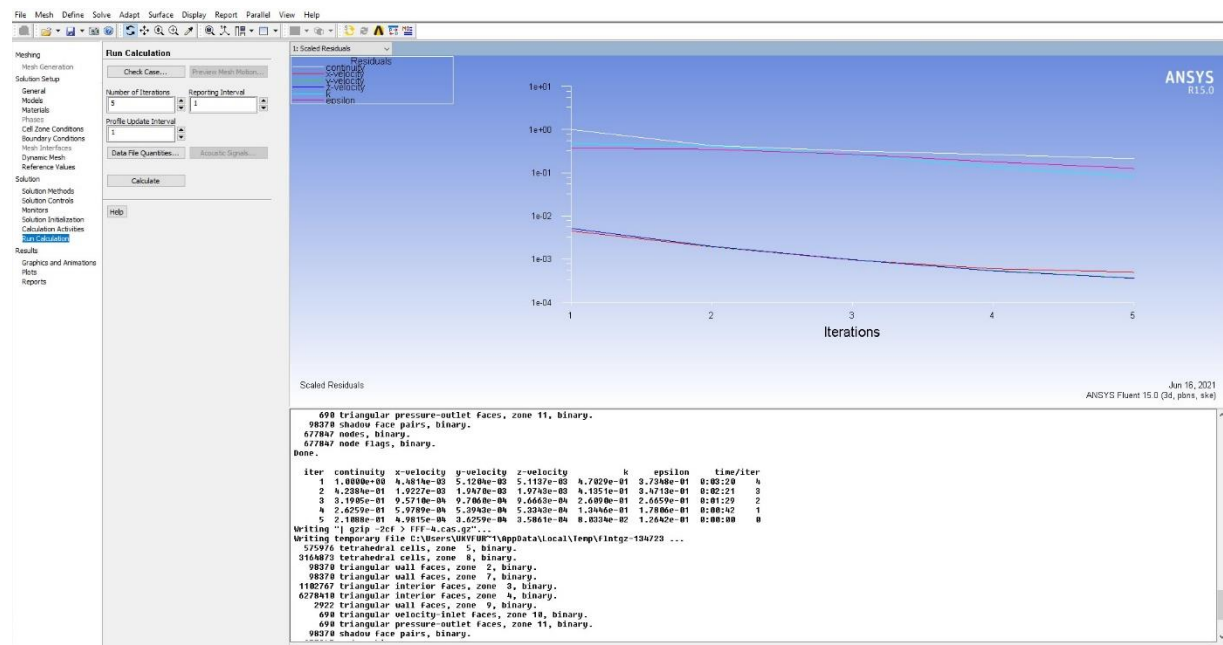 File Mesh Define Solve Adapt Surface Display Report Parallel View Help
Meshing
Mesh Generation
Solution Setup
General
Models
Materials
Phases
Cell Zone Conditions
Boundary Conditions
Mesh Interfaces
Dynamic Mesh
Reference Values
Solution
Solution Methods
Solution Controls
Monitors
Solution Initialization
Calculation Activities
Run Calculation
Results
Graphics and Animations
Plots
Reports
Run Calculation
Check Case... Preview Mesh Motion...
Number of Iterations Reporting Interval
5 1
Profile Update Interval
1
Data File Quantities... Acoustic Signals...
Calculate
Help
1: Scaled Residuals
Residuals
continuity
x-velocity
y-velocity
z-velocity
k
epsilon
ANSYS
R15.0
1e+01
1e+00
1e-01
1e-02
1e-03
1e-04
1 2 3 4 5
Iterations
Scaled Residuals
Jun 16, 2021
ANSYS Fluent 15.0 (3d, pbns, ske)
690 triangular pressure-outlet faces, zone 11, binary.
98370 shadow face pairs, binary.
677847 nodes, binary.
677847 node flags, binary.
Done.
iter continuity x-velocity y-velocity z-velocity k epsilon time/iter
1 1.0000e+00 4.4814e-03 5.1204e-03 5.1137e-03 4.7029e-01 3.7348e-01 0:03:20 4
2 4.2384e-01 1.9227e-03 1.9470e-03 1.9743e-03 4.1351e-01 3.4713e-01 0:02:21 3
3 3.1905e-01 9.5710e-04 9.7060e-04 9.6663e-04 2.6090e-01 2.6659e-01 0:01:29 2
4 2.6259e-01 5.9789e-04 5.3943e-04 5.3343e-04 1.3446e-01 1.7806e-01 0:00:42 1
5 2.1088e-01 4.9815e-04 3.6259e-04 3.5861e-04 8.0334e-02 1.2642e-01 0:00:00 0
Writing "| gzip -2cf > FFF-4.cas.gz"...
Writing temporary file C:\Users\UKVFUR~1\AppData\Local\Temp\flntgz-134723 ...
575976 tetrahedral cells, zone 5, binary.
3164873 tetrahedral cells, zone 8, binary.
98370 triangular wall faces, zone 2, binary.
98370 triangular wall faces, zone 7, binary.
1102767 triangular interior faces, zone 3, binary.
6278410 triangular interior faces, zone 4, binary.
2922 triangular wall faces, zone 9, binary.
690 triangular velocity-inlet faces, zone 10, binary.
690 triangular pressure-outlet faces, zone 11, binary.
98370 shadow face pairs, binary.